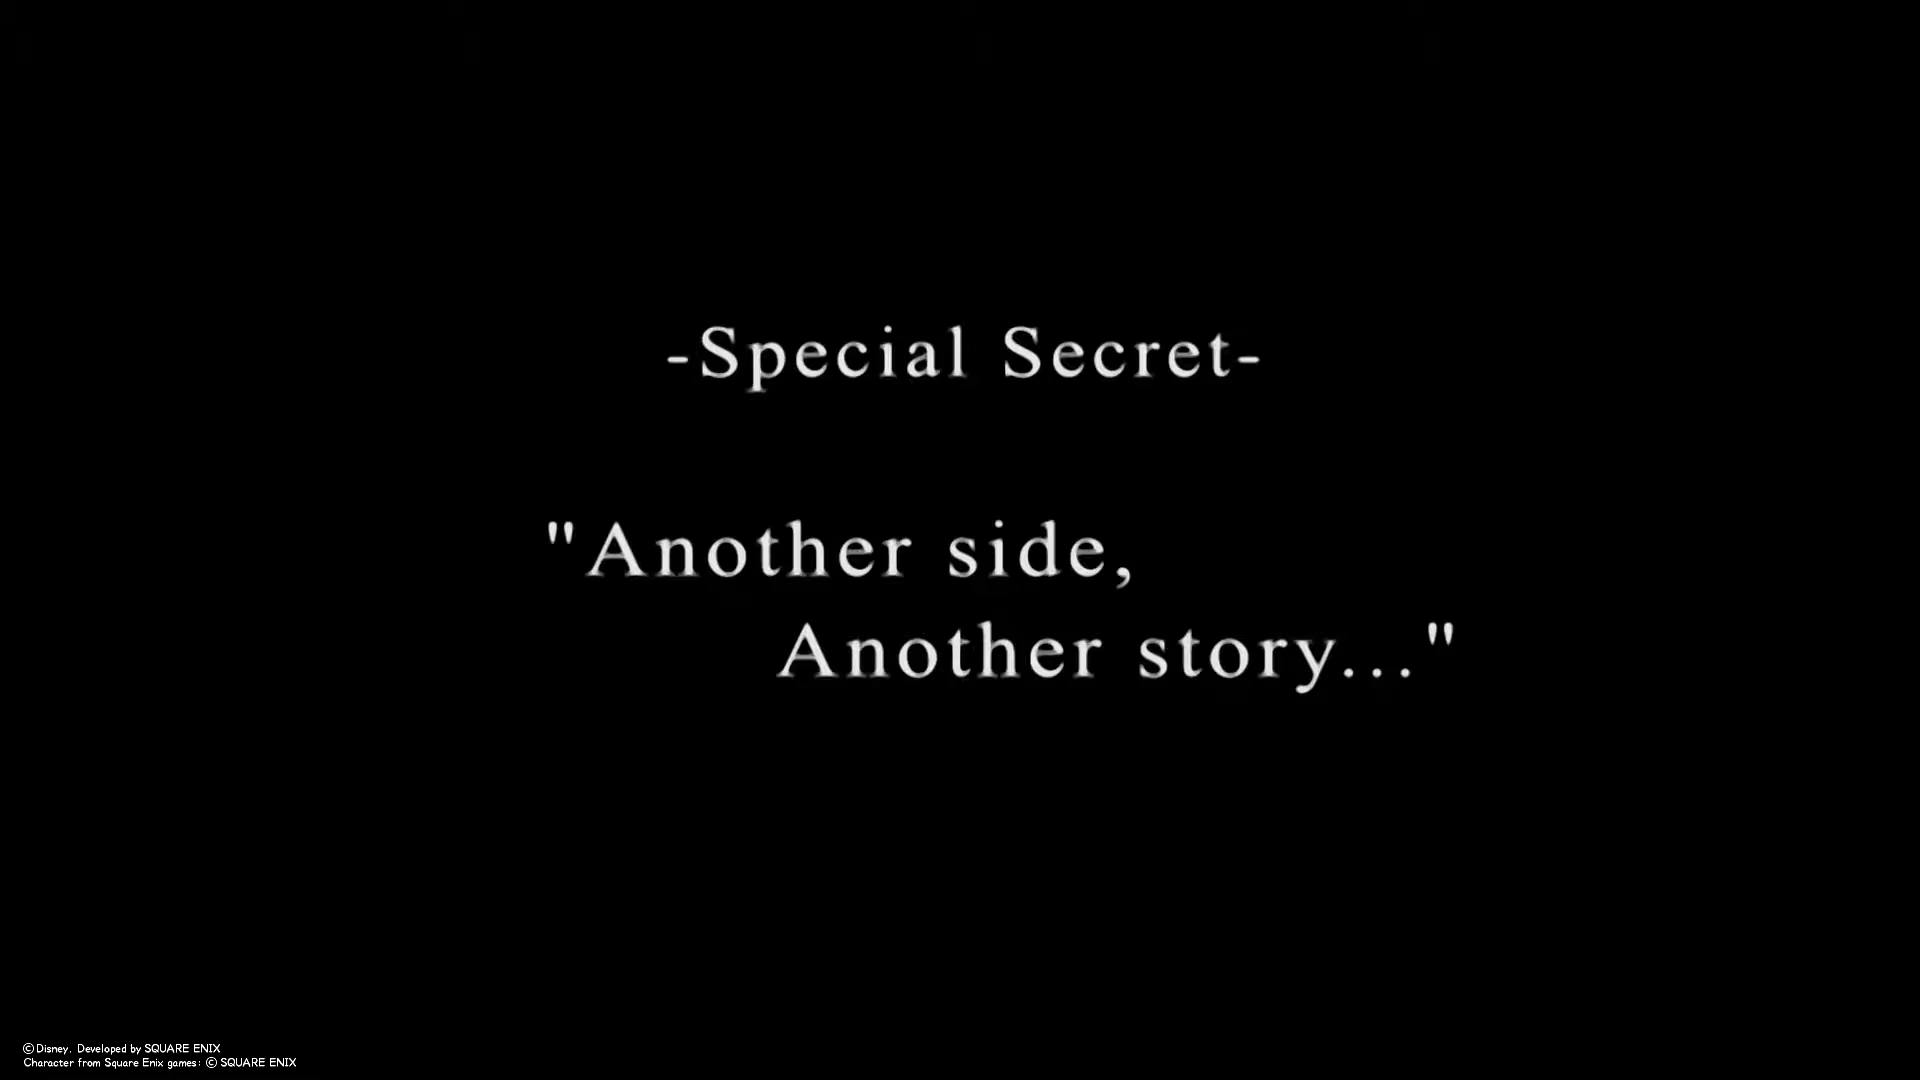 -Special Secret-
"Another side,
Another story..."
©Disney. Developed by SQUARE ENIX
Character from Square Enix games: © SQUARE ENIX